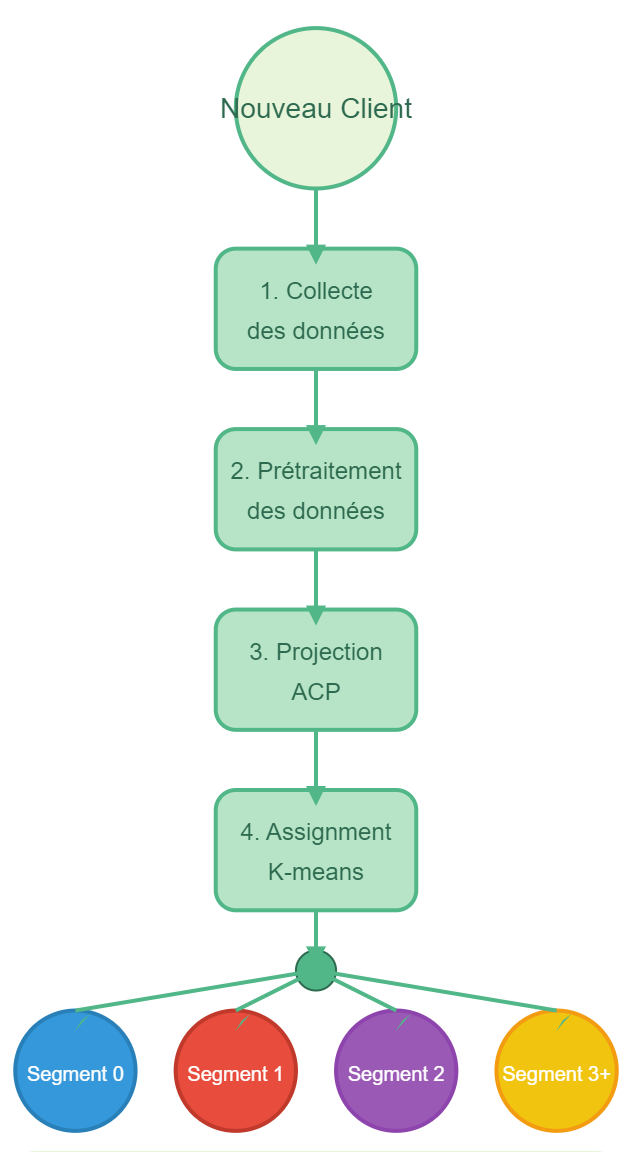 Nouveau Client
1. Collecte
des données
2. Prétraitement
des données
3. Projection
ACP
4. Assignment
K-means
Segment 0
Segment 1
Segment 2
Segment 3+